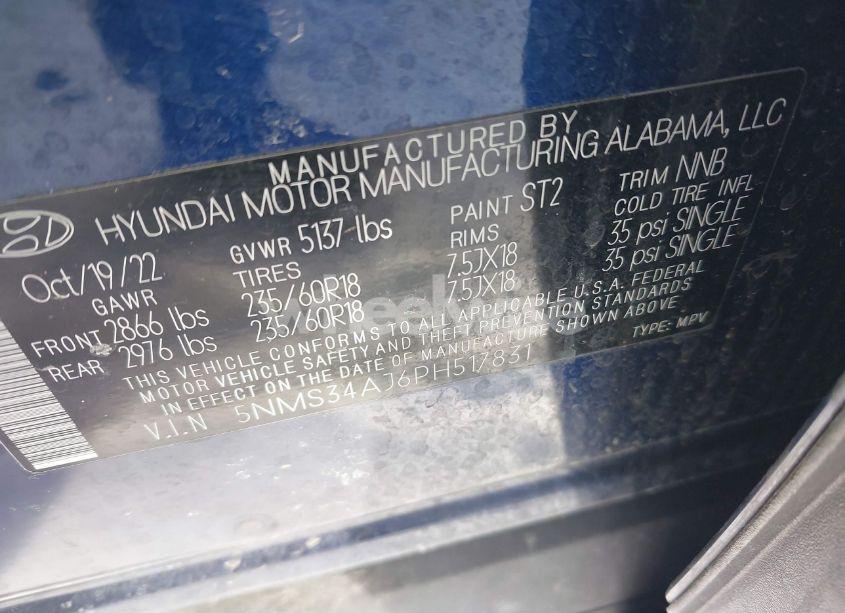 MANUFACTURED BY
HYUNDAI MOTOR MANUFACTURING ALABAMA, LLC
Oct/19/22 GVWR 5137 lbs PAINT ST2 TRIM NNB
GAWR TIRES RIMS COLD TIRE INFL
FRONT 2866 lbs 235/60R18 7.5JX18 35 psi SINGLE
REAR 2976 lbs 235/60R18 7.5JX18 35 psi SINGLE
THIS VEHICLE CONFORMS TO ALL APPLICABLE U.S.A. FEDERAL
MOTOR VEHICLE SAFETY AND THEFT PREVENTION STANDARDS
IN EFFECT ON THE DATE OF MANUFACTURE SHOWN ABOVE
V.I.N 5NMS34AJ6PH517831 TYPE: MPV